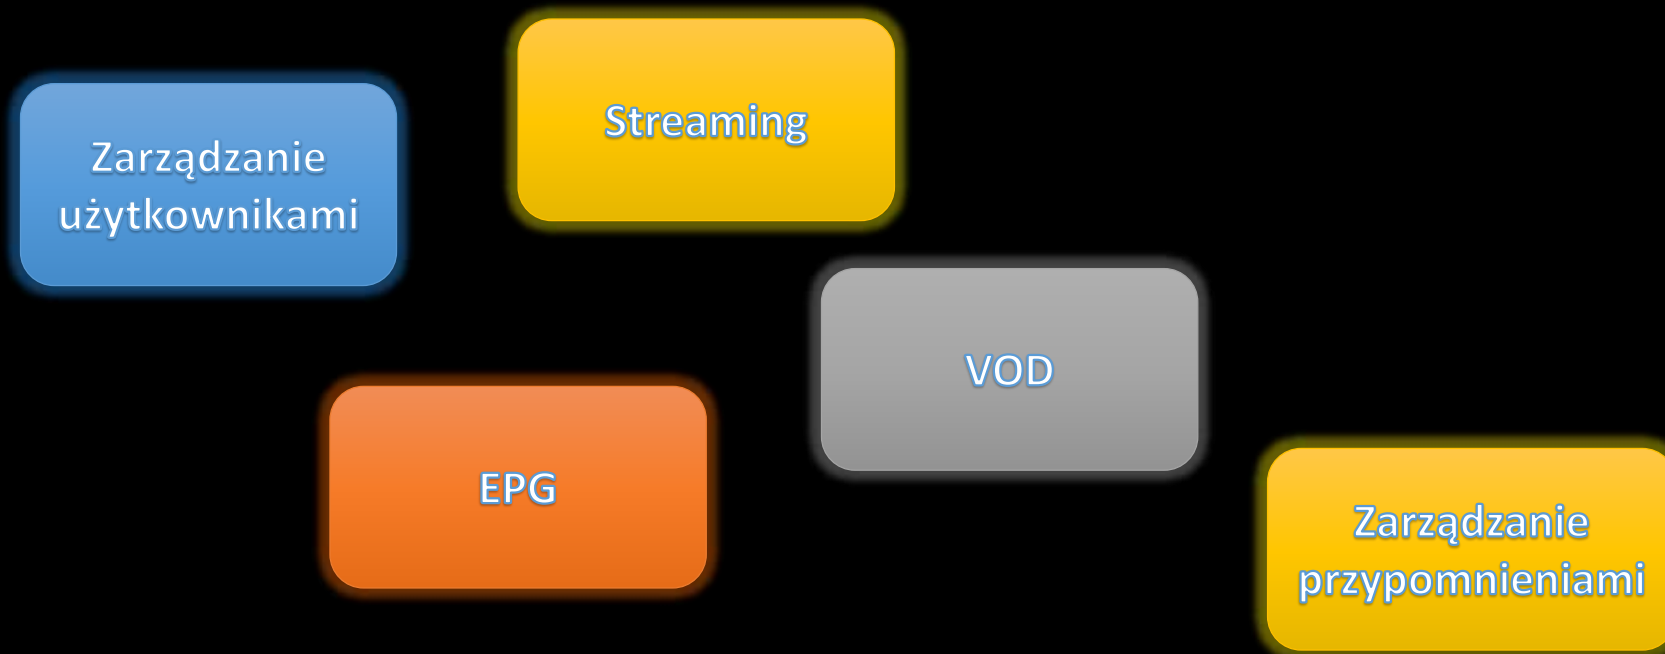 Streaming
Zarządzanie
użytkownikami
VOD
EPG
Zarządzanie
przypomnieniami